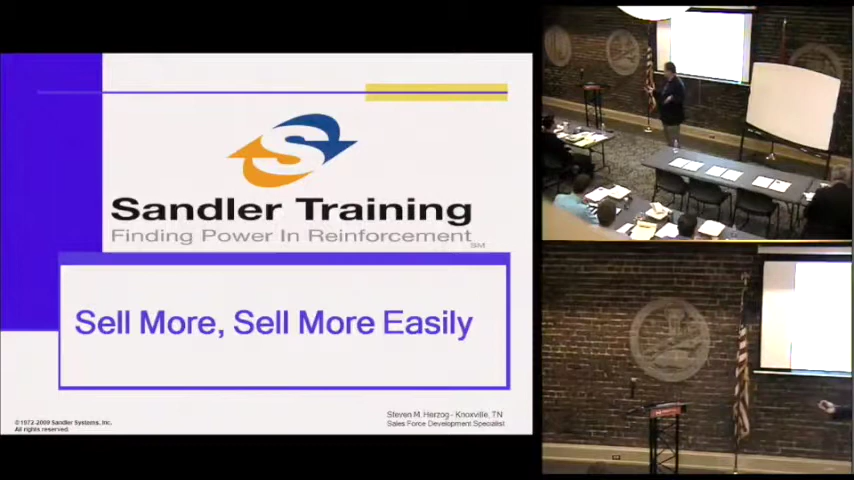 Sandler Training
Finding Power In Reinforcement
SM
Sell More, Sell More Easily
©1972-2009 Sandler Systems, Inc.
All rights reserved.
Steven M. Herzog - Knoxville, TN
Sales Force Development Specialist